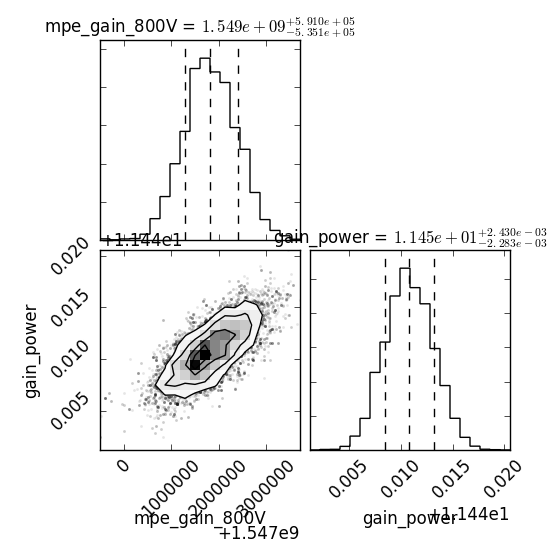 mpe_gain_800V = 1.549e + 09 +5.910e+05 −5.351e+05
+1.144e1
gain_power = 1.145e + 01 +2.430e−03 −2.283e−03
0.020
0.015
0.010
0.005
gain_power
0 1000000 2000000 3000000
mpe_gain_800V
+1.547e9
0.005 0.010 0.015 0.020
gain_power
+1.144e1